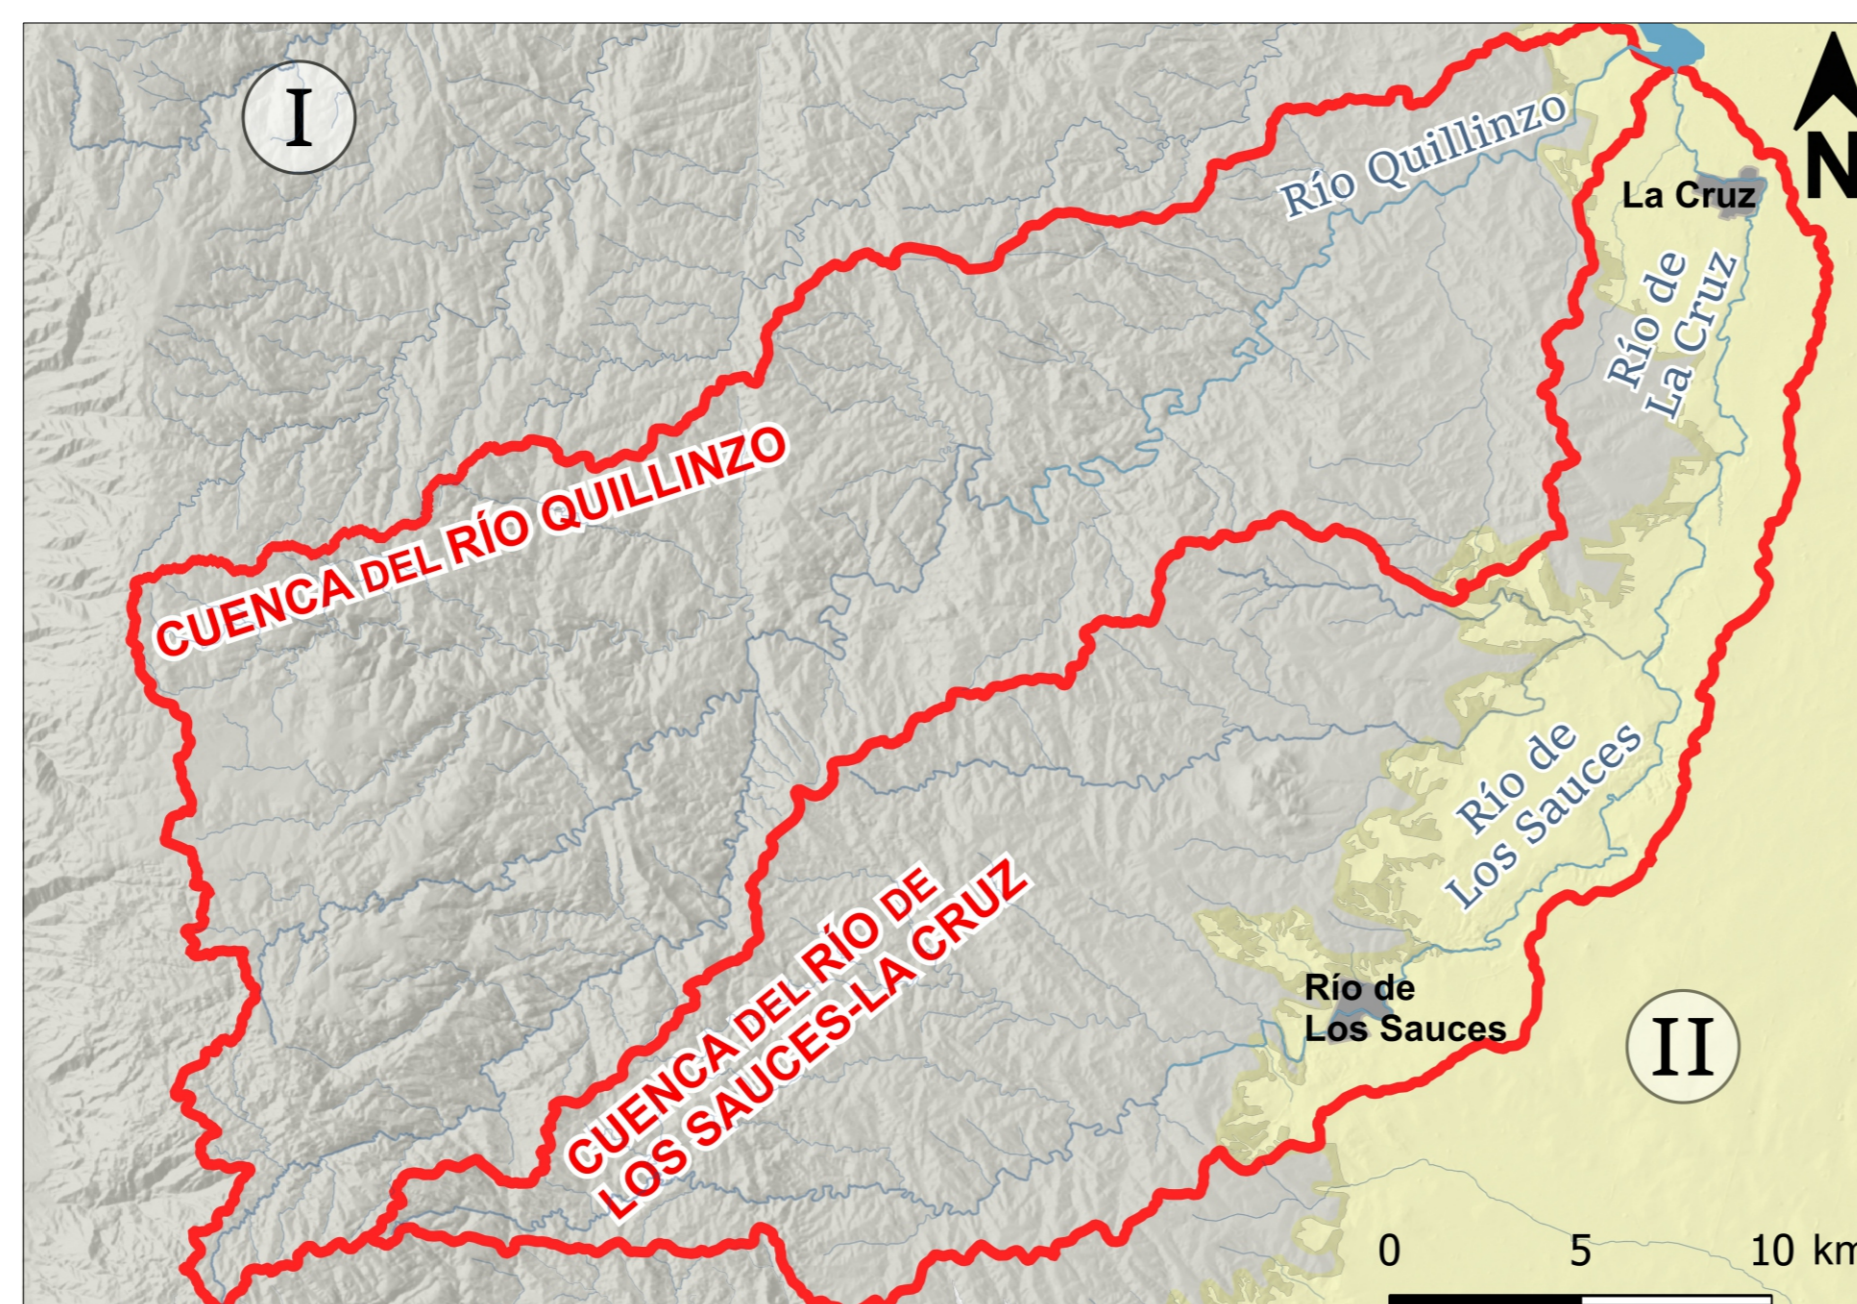 I
N
Río Quillinzo
La Cruz
Río de
La Cruz
CUENCA DEL RÍO QUILLINZO
Río de
Los Sauces
CUENCA DEL RÍO DE
LOS SAUCES-LA CRUZ
Río de
Los Sauces
II
0 5 10 km